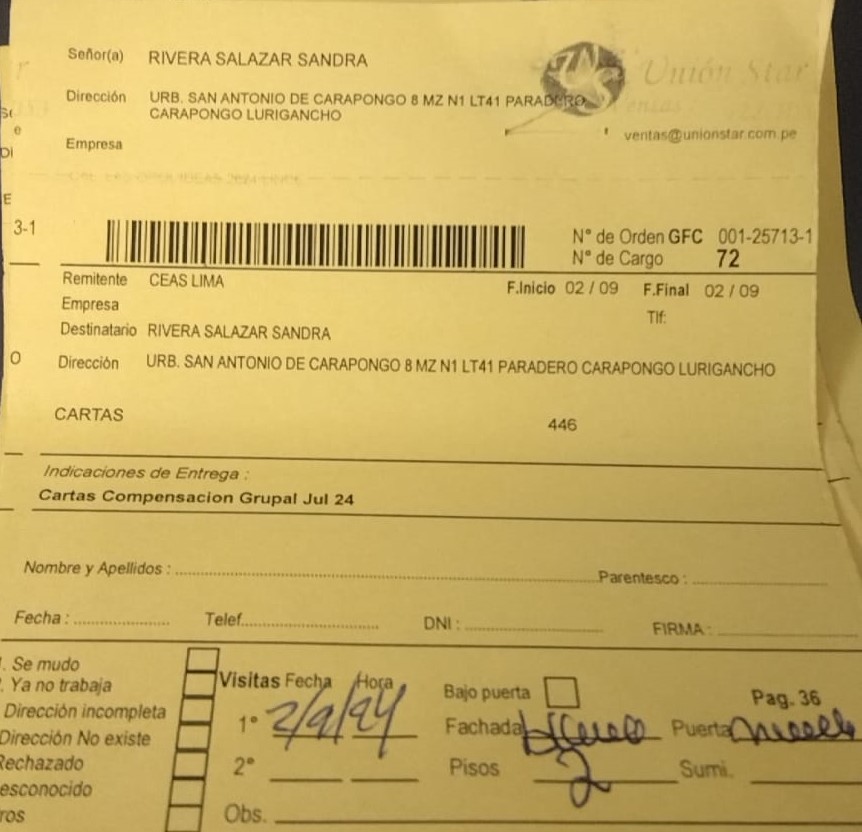 Señor(a) RIVERA SALAZAR SANDRA
Unión Star
Dirección URB. SAN ANTONIO DE CARAPONGO 8 MZ N1 LT41 PARADERO
CARAPONGO LURIGANCHO
ventas@unionstar.com.pe
Empresa
E
3-1
N° de Orden GFC 001-25713-1
N° de Cargo 72
Remitente CEAS LIMA
F.Inicio 02 / 09 F.Final 02 / 09
Empresa
Tlf:
Destinatario RIVERA SALAZAR SANDRA
O
Dirección URB. SAN ANTONIO DE CARAPONGO 8 MZ N1 LT41 PARADERO CARAPONGO LURIGANCHO
CARTAS 446
Indicaciones de Entrega :
Cartas Compensacion Grupal Jul 24
Nombre y Apellidos : Parentesco :
Fecha : Telef. DNI : FIRMA :
. Se mudo
. Ya no trabaja
Dirección incompleta
Dirección No existe
Rechazado
esconocido
ros
Visitas Fecha Hora
1° 2/9/24
2°
Obs.
Bajo puerta Pag. 36
Fachada Puerta
Pisos 2 Sumi.